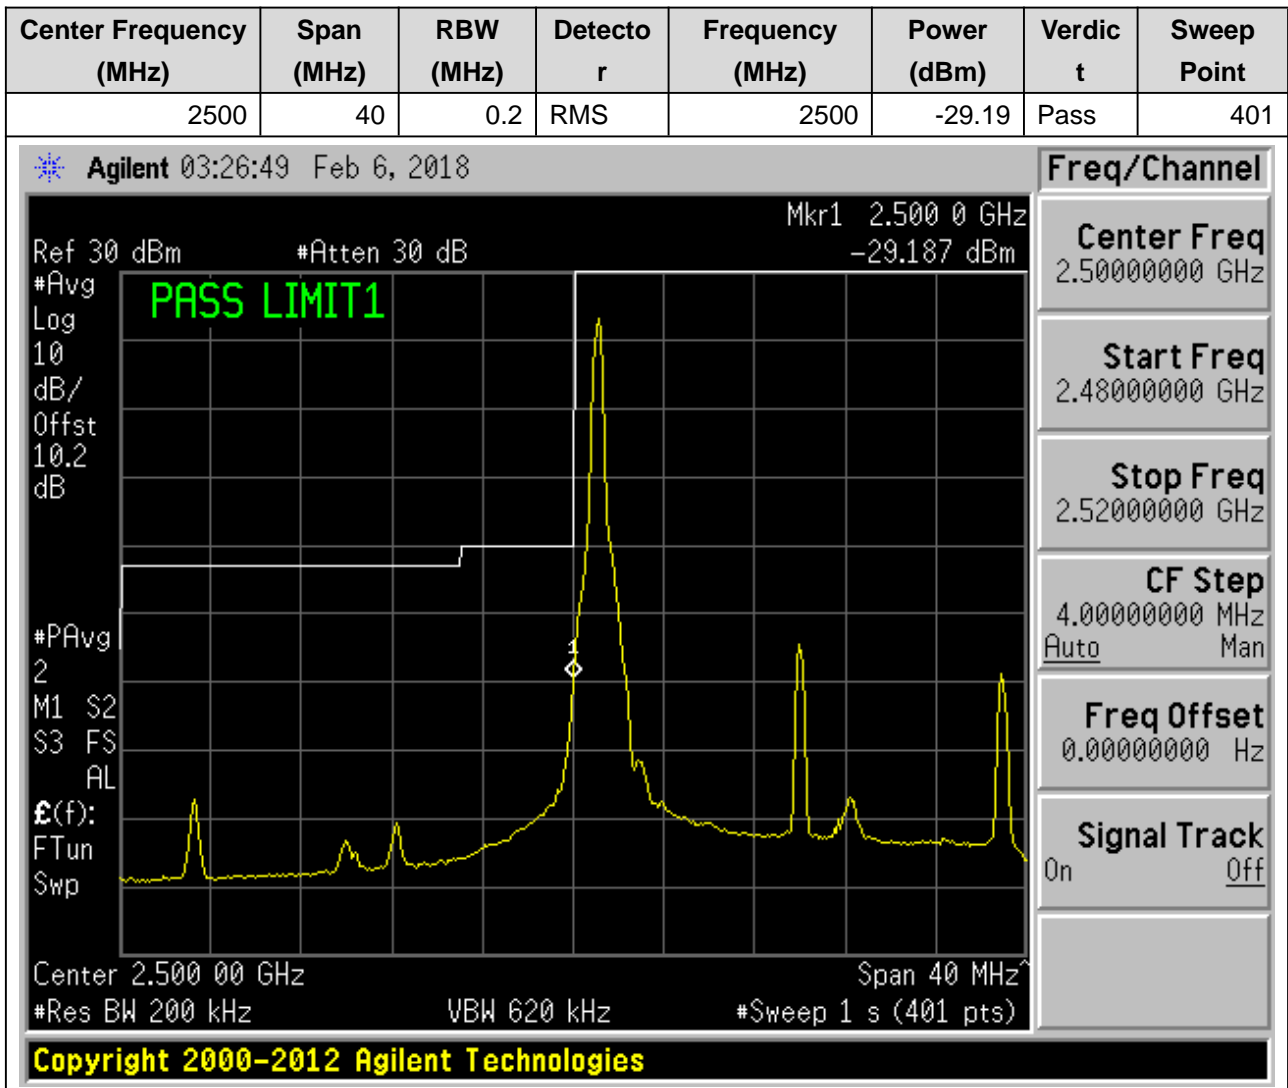 Center Frequency (MHz) Span (MHz) RBW (MHz) Detecto r Frequency (MHz) Power (dBm) Verdic t Sweep Point
2500 40 0.2 RMS 2500 -29.19 Pass 401
Agilent 03:26:49 Feb 6, 2018
Freq/Channel
Mkr1 2.500 0 GHz
Ref 30 dBm #Atten 30 dB -29.187 dBm
#Avg
Log
10
dB/
Offst
10.2
dB
PASS LIMIT1
1
#PAvg
2
M1 S2
S3 FS
AL
£(f):
FTun
Swp
Center 2.500 00 GHz Span 40 MHz^
#Res BW 200 kHz VBW 620 kHz #Sweep 1 s (401 pts)
Center Freq
2.50000000 GHz
Start Freq
2.48000000 GHz
Stop Freq
2.52000000 GHz
CF Step
4.00000000 MHz
Auto Man
Freq Offset
0.00000000 Hz
Signal Track
On Off
Copyright 2000-2012 Agilent Technologies